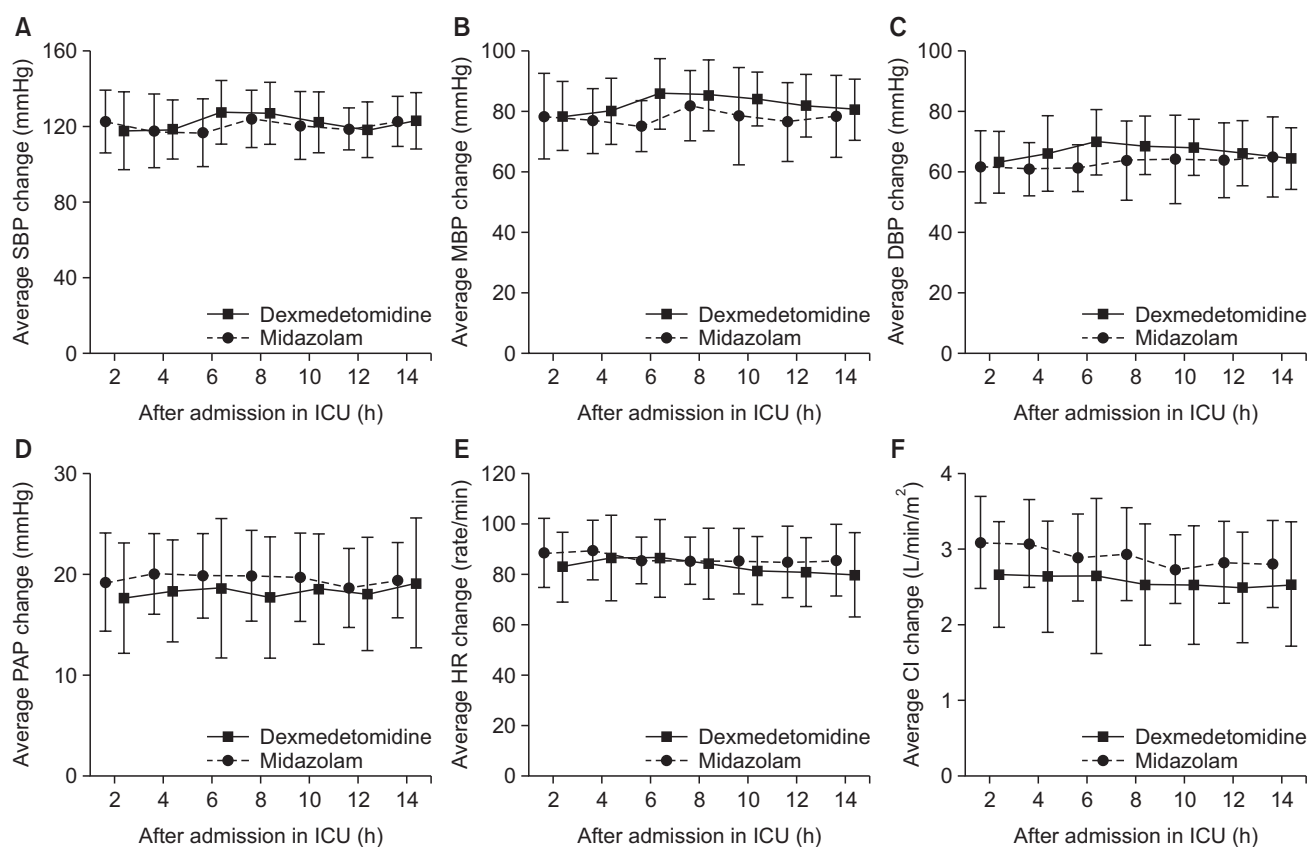 A
Average SBP change (mmHg)
160
120
80
40
0
Dexmedetomidine
Midazolam
2 4 6 8 10 12 14
After admission in ICU (h)
B
Average MBP change (mmHg)
100
80
60
40
20
0
Dexmedetomidine
Midazolam
2 4 6 8 10 12 14
After admission in ICU (h)
C
Average DBP change (mmHg)
100
80
60
40
20
0
Dexmedetomidine
Midazolam
2 4 6 8 10 12 14
After admission in ICU (h)
D
Average PAP change (mmHg)
30
20
10
0
Dexmedetomidine
Midazolam
2 4 6 8 10 12 14
After admission in ICU (h)
E
Average HR change (rate/min)
120
100
80
60
40
20
0
Dexmedetomidine
Midazolam
2 4 6 8 10 12 14
After admission in ICU (h)
F
Average CI change (L/min/m²)
4
3
2
1
0
Dexmedetomidine
Midazolam
2 4 6 8 10 12 14
After admission in ICU (h)